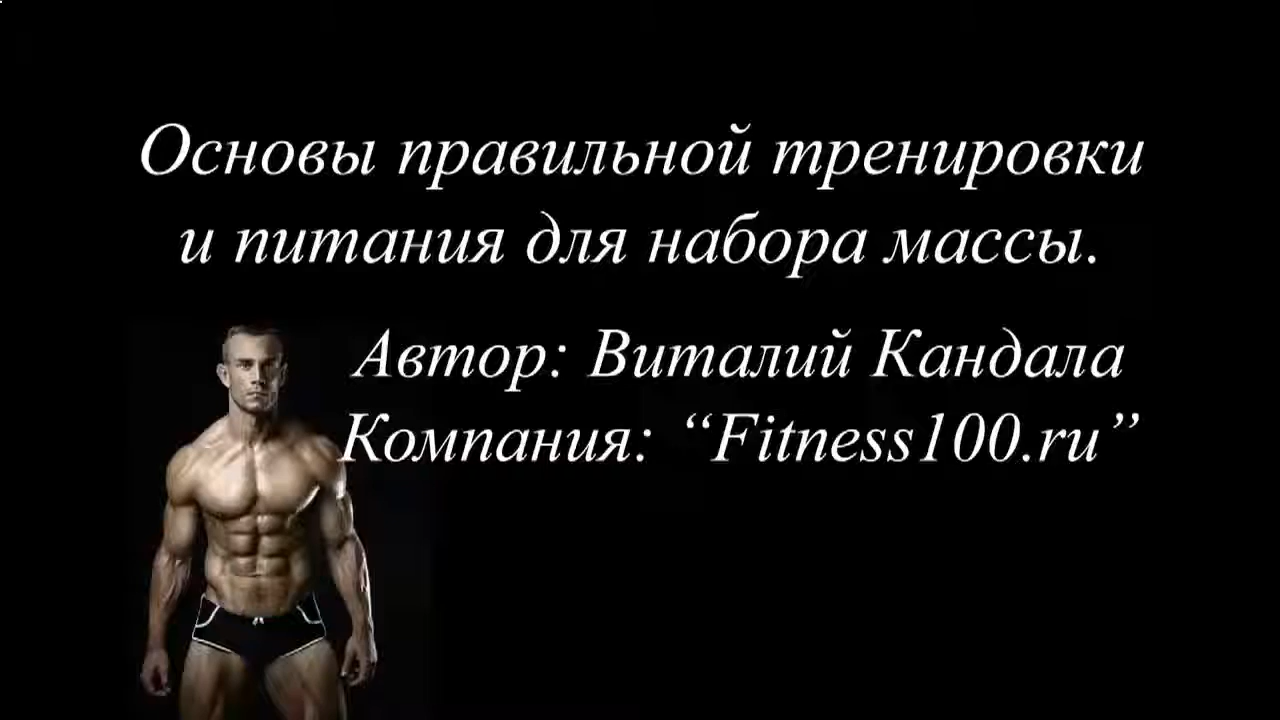 Основы правильной тренировки
и питания для набора массы.
Автор: Виталий Кандала
Компания: “Fitness100.ru”